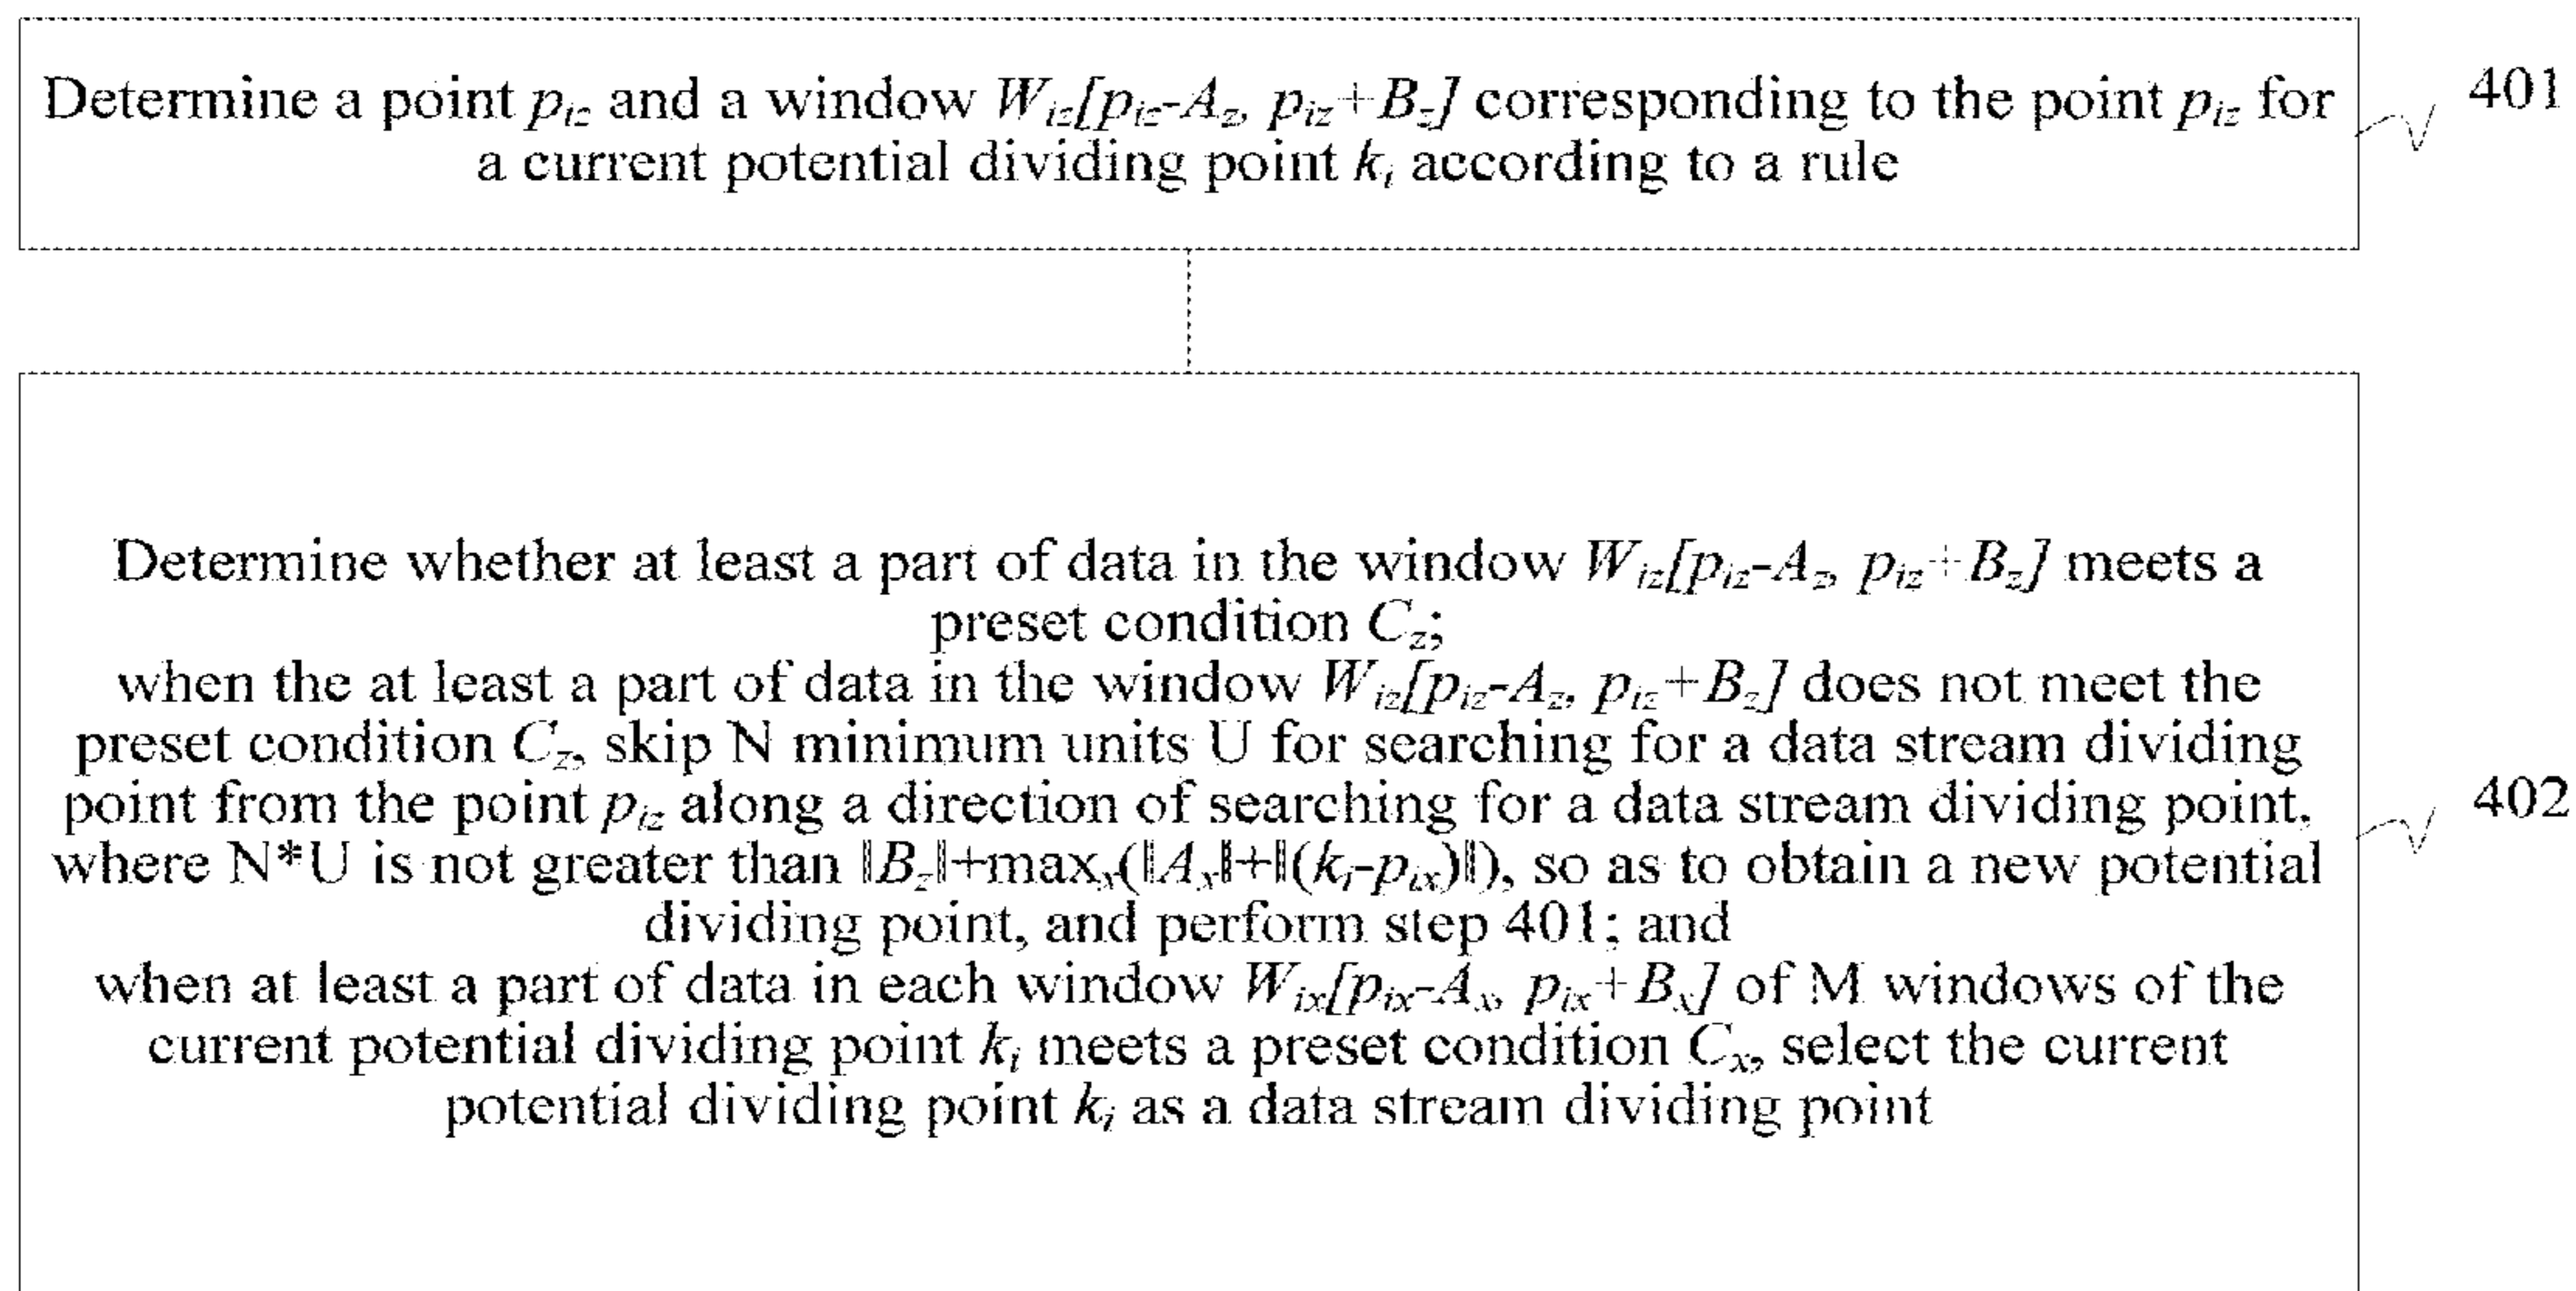 Determine a point p_iz and a window W_iz[p_iz-A_z, p_iz+B_z] corresponding to the point p_iz for
401
a current potential dividing point k_i according to a rule
Determine whether at least a part of data in the window W_iz[p_iz-A_z, p_iz+B_z] meets a
preset condition C_z;
when the at least a part of data in the window W_iz[p_iz-A_z, p_iz+B_z] does not meet the
preset condition C_z, skip N minimum units U for searching for a data stream dividing
point from the point p_iz along a direction of searching for a data stream dividing point,
402
where N*U is not greater than ‖B_z‖+max_x(‖A_x‖+‖(k_i-p_ix)‖), so as to obtain a new potential
dividing point, and perform step 401; and
when at least a part of data in each window W_ix[p_ix-A_x, p_ix+B_x] of M windows of the
current potential dividing point k_i meets a preset condition C_x, select the current
potential dividing point k_i as a data stream dividing point